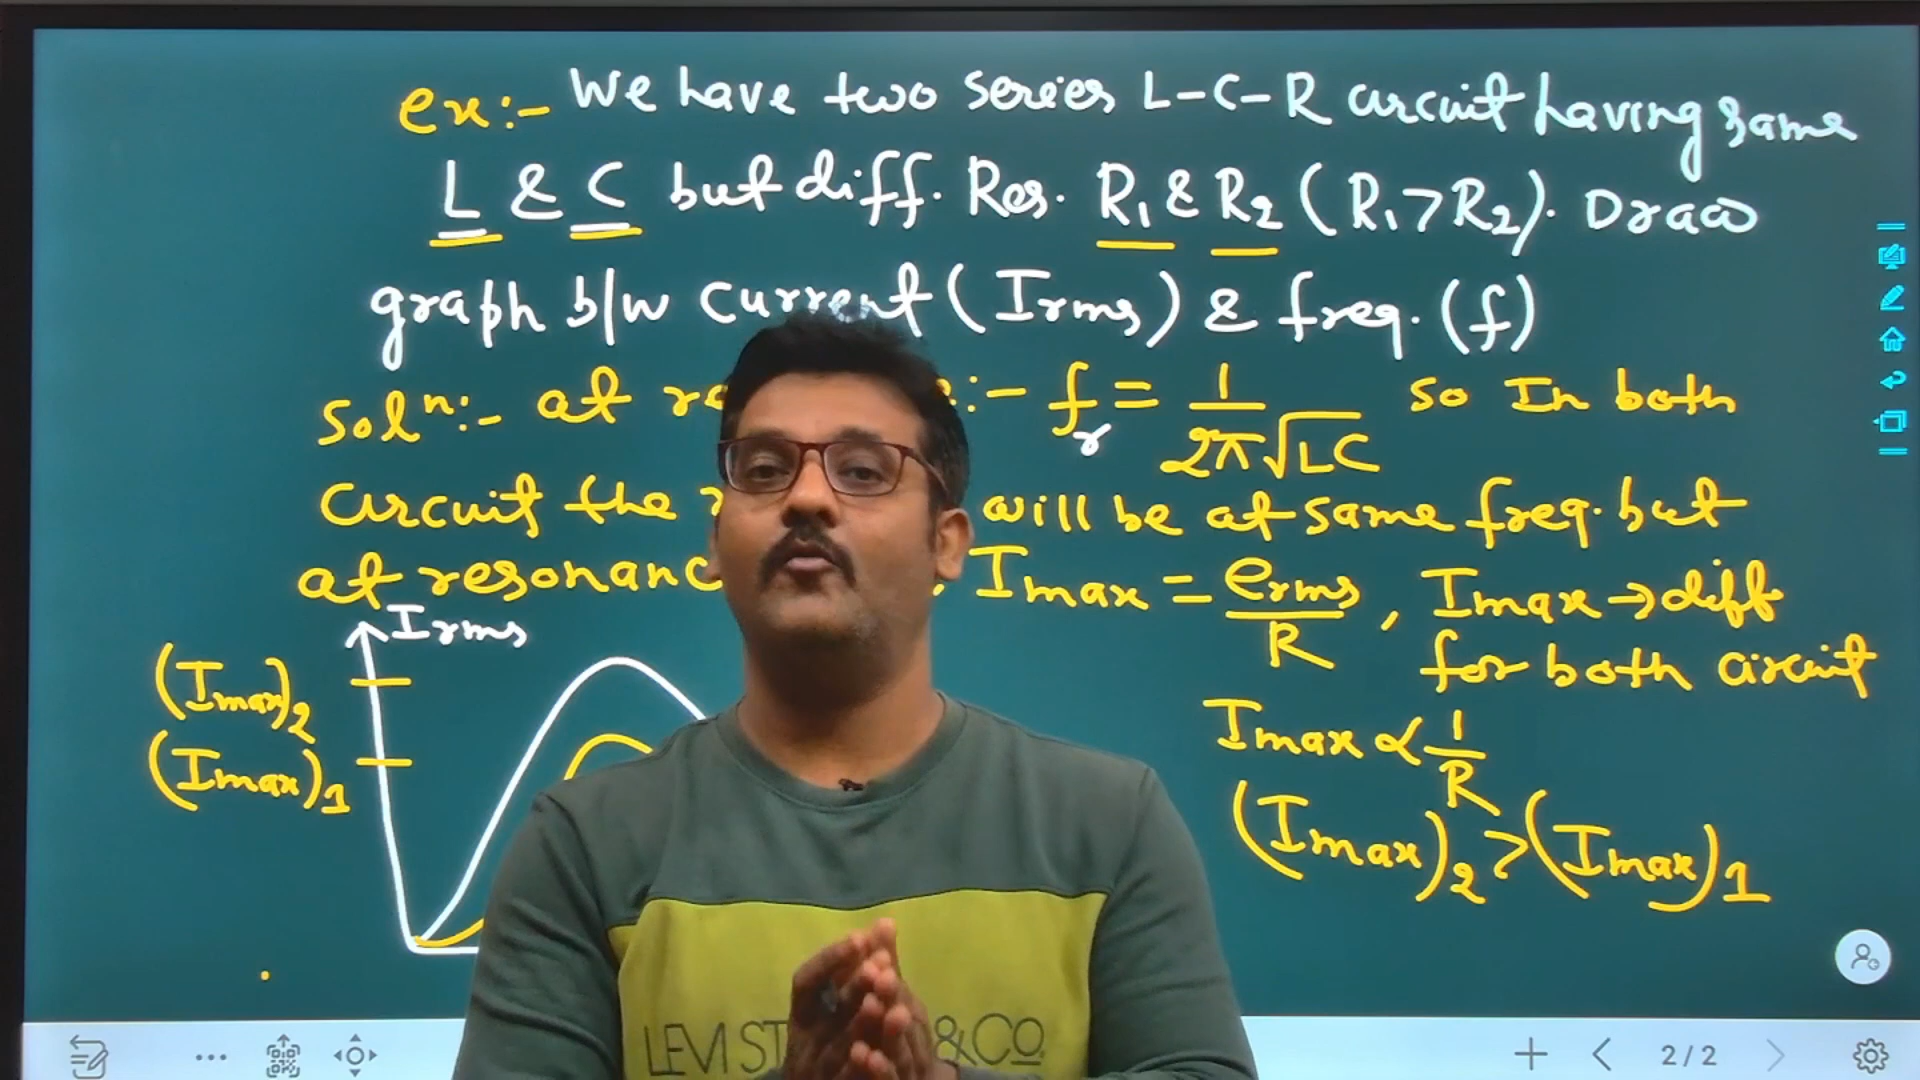 ex:- We have two series L-C-R circuit having same
L & C but diff. Res. R₁ & R₂ (R₁>R₂). Draw
graph b/w current (Irms) & freq. (f)
Solⁿ:- at :- fr = 1/2π√LC so In both
circuit the will be at same freq. but
at resonanc , Imax = erms/R , Imax → diff
for both circuit
Irms
(Imax)₂
(Imax)₁
Imax ∝ 1/R
(Imax)₂ > (Imax)₁
LEVI ST &CO.
2/2